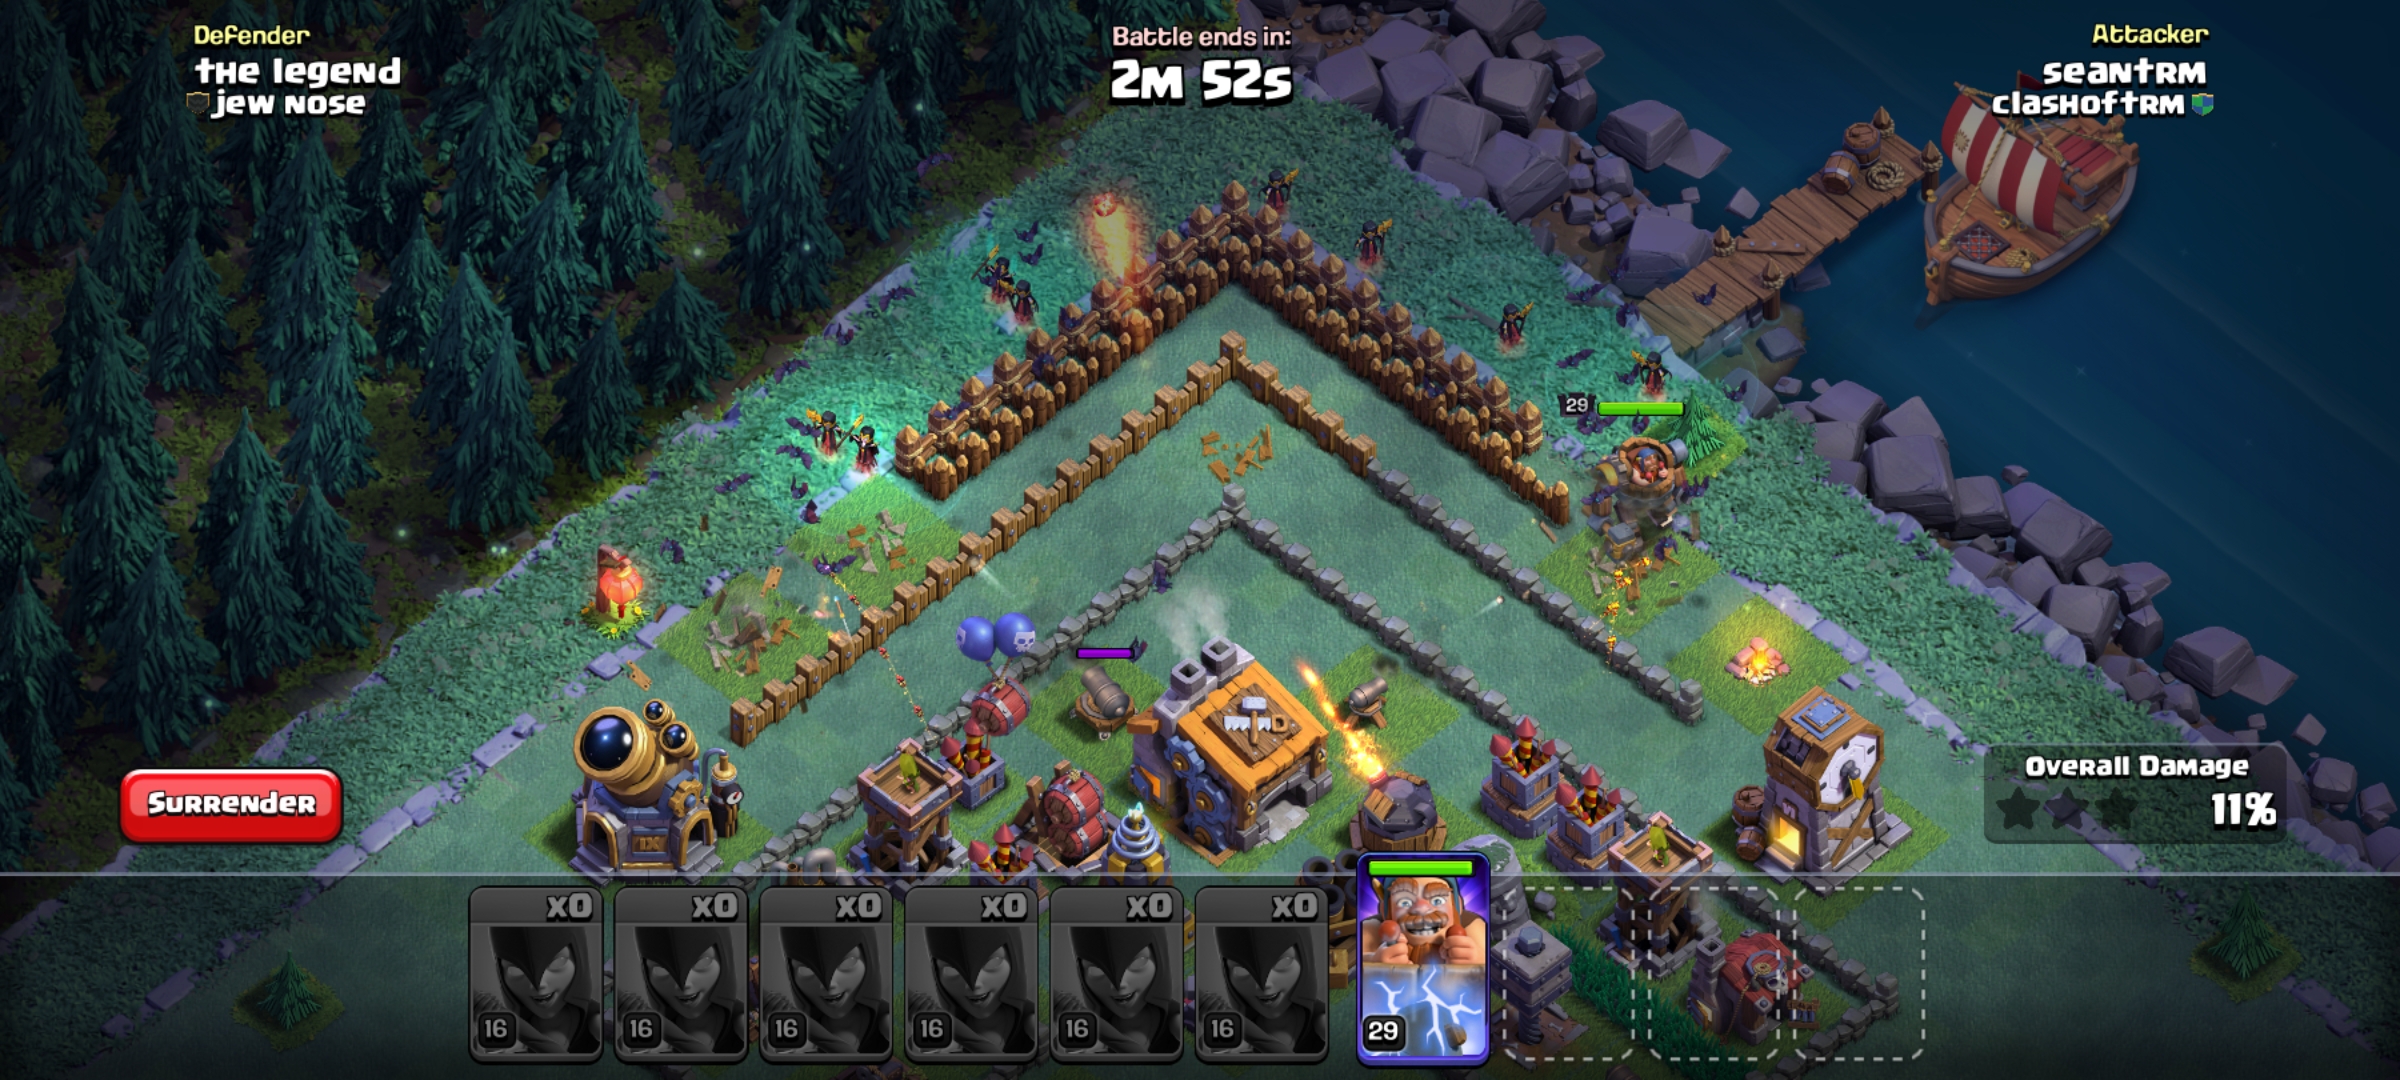 Defender
the legend
jew nose
Battle ends in:
2M 52s
Attacker
seantrm
clashoftrm
29
Surrender
Overall Damage
11%
x0
x0
x0
x0
x0
x0
16
16
16
16
16
16
29